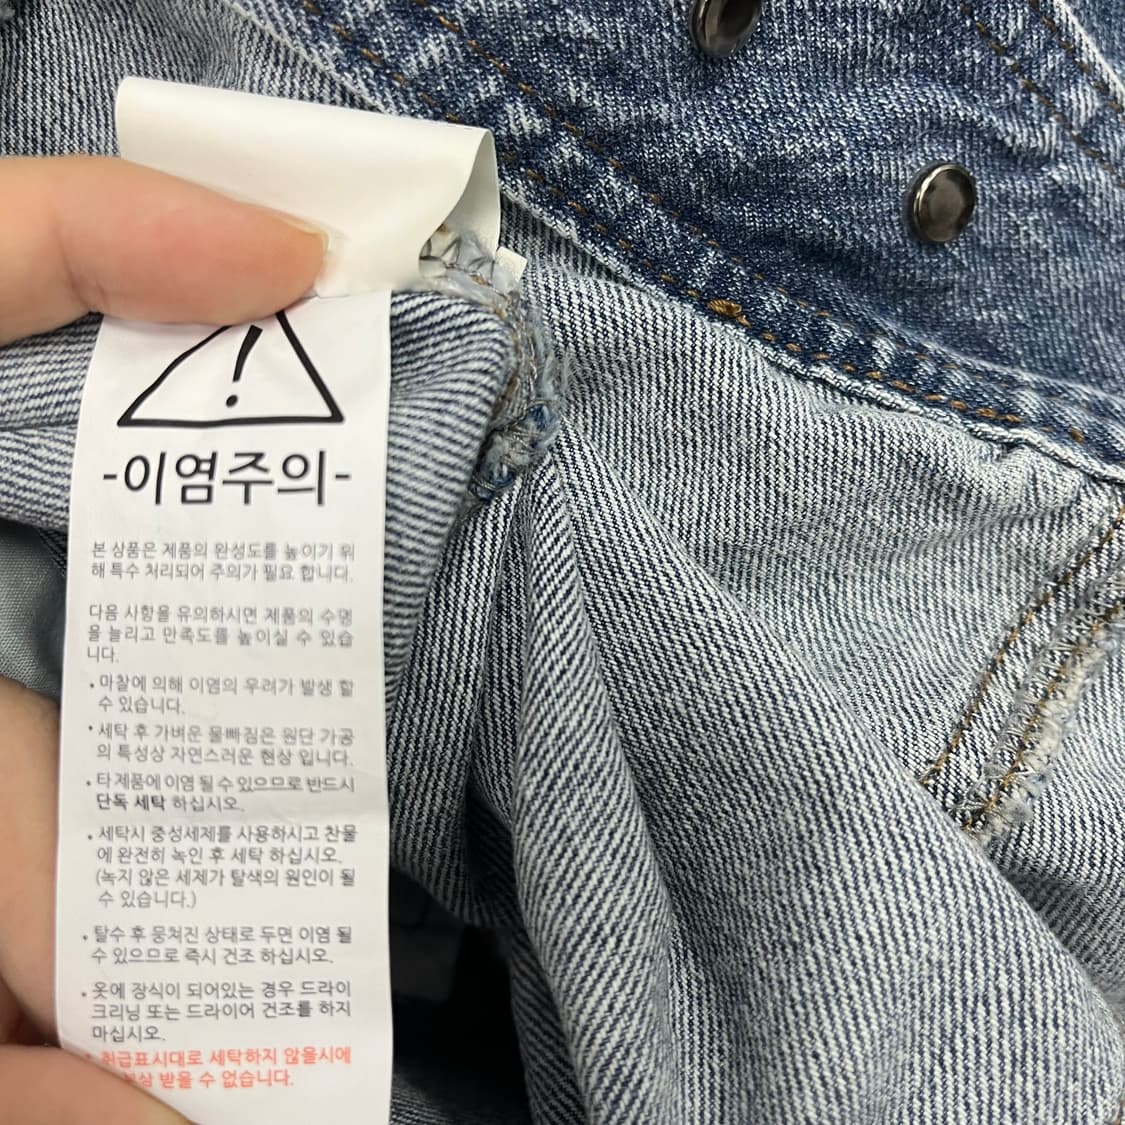 -이염주의-
본 상품은 제품의 완성도를 높이기 위
해 특수 처리되어 주의가 필요 합니다.
다음 사항을 유의하시면 제품의 수명
을 늘리고 만족도를 높이실 수 있습
니다.
• 마찰에 의해 이염의 우려가 발생 할
수 있습니다.
• 세탁 후 가벼운 물빠짐은 원단 가공
의 특성상 자연스러운 현상 입니다.
• 타 제품에 이염 될 수 있으므로 반드시
단독 세탁 하십시오.
• 세탁시 중성세제를 사용하시고 찬물
에 완전히 녹인 후 세탁 하십시오.
(녹지 않은 세제가 탈색의 원인이 될
수 있습니다.)
• 탈수 후 뭉쳐진 상태로 두면 이염 될
수 있으므로 즉시 건조 하십시오.
• 옷에 장식이 되어있는 경우 드라이
크리닝 또는 드라이어 건조를 하지
마십시오.
• 취급표시대로 세탁하지 않을시에
받을 수 없습니다.